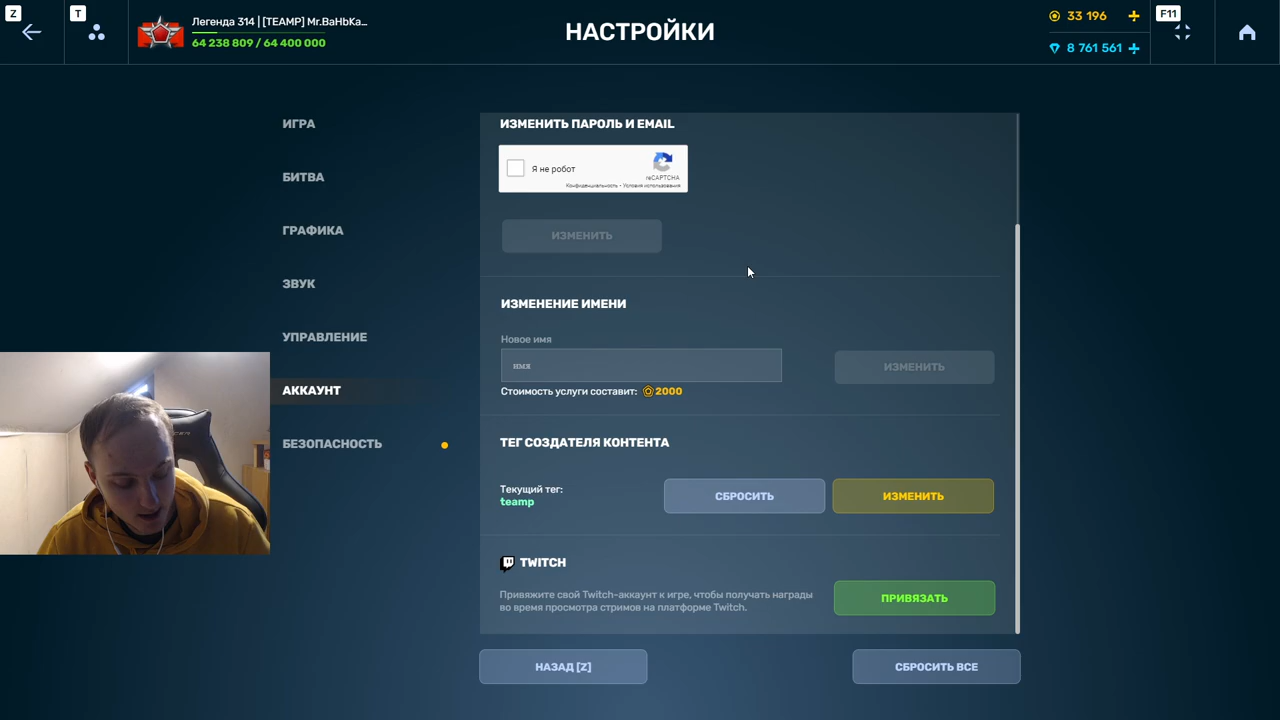 Z
T
Легенда 314 | [TEAMP] Mr.BaHbKa...
64 238 809 / 64 400 000
НАСТРОЙКИ
33 196
8 761 561
F11
ИГРА
БИТВА
ГРАФИКА
ЗВУК
УПРАВЛЕНИЕ
АККАУНТ
БЕЗОПАСНОСТЬ
ИЗМЕНИТЬ ПАРОЛЬ И EMAIL
Я не робот
reCAPTCHA
Конфиденциальность - Условия использования
ИЗМЕНИТЬ
ИЗМЕНЕНИЕ ИМЕНИ
Новое имя
имя
ИЗМЕНИТЬ
Стоимость услуги составит: 2000
ТЕГ СОЗДАТЕЛЯ КОНТЕНТА
Текущий тег:
teamp
СБРОСИТЬ
ИЗМЕНИТЬ
TWITCH
Привяжите свой Twitch-аккаунт к игре, чтобы получать награды
во время просмотра стримов на платформе Twitch.
ПРИВЯЗАТЬ
НАЗАД [Z]
СБРОСИТЬ ВСЕ